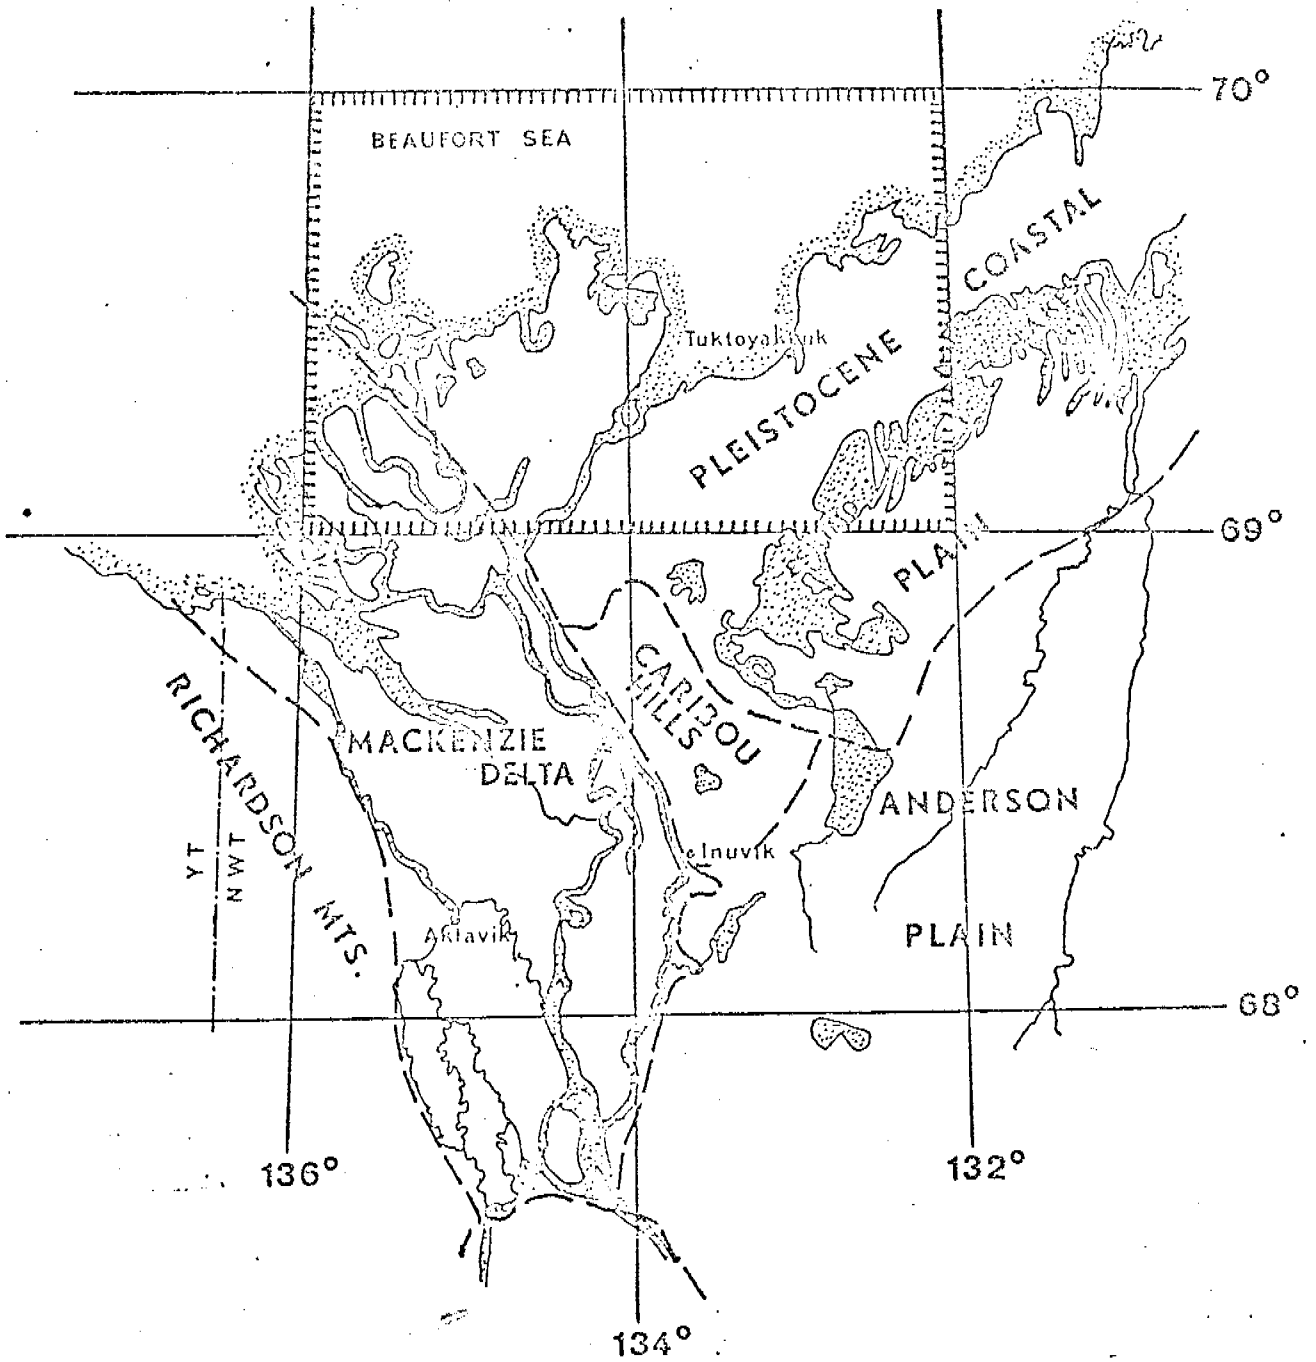 70°
BEAUFORT SEA
COASTAL
Tuktoyaktuk
PLEISTOCENE
69°
PLAIN
CARIBOU
HILLS
RICHARDSON MTS.
MACKENZIE
DELTA
ANDERSON
YT
NWT
Inuvik
Aklavik
PLAIN
68°
136°
132°
134°